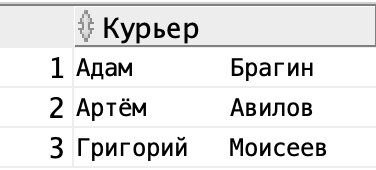 Курьер
1 Адам Брагин
2 Артём Авилов
3 Григорий Моисеев